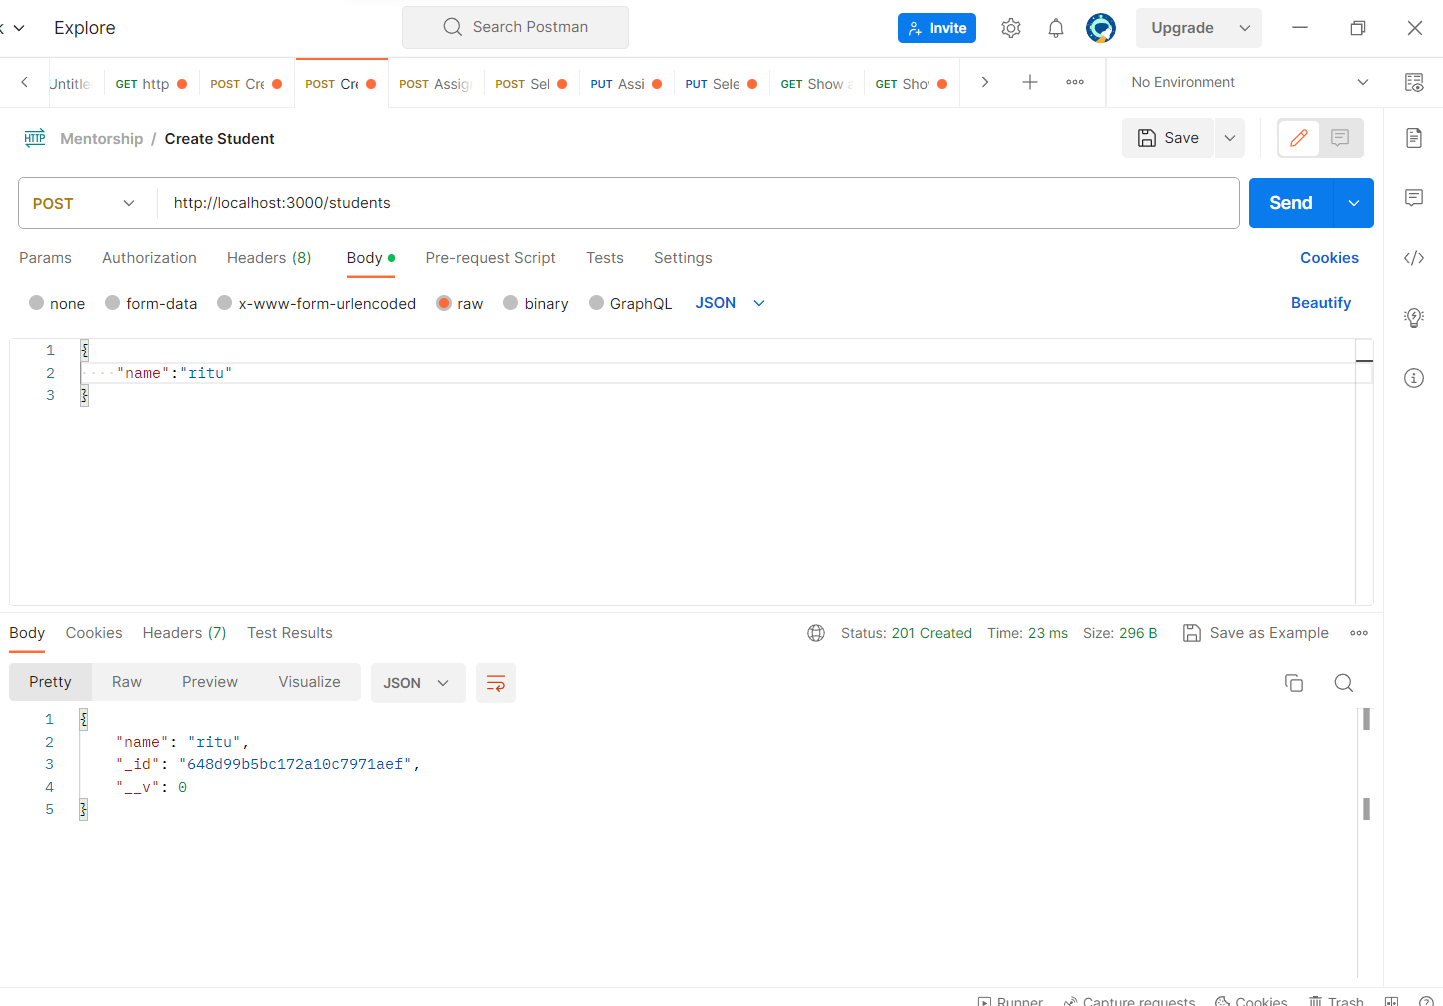 Explore
Search Postman
Invite
Upgrade
GET http
POST Cre
POST Cre
POST Assig
POST Sel
PUT Assi
PUT Sele
GET Show
GET Sho
No Environment
HTTP
Mentorship / Create Student
Save
POST
http://localhost:3000/students
Send
Params Authorization Headers (8) Body Pre-request Script Tests Settings Cookies
none form-data x-www-form-urlencoded raw binary GraphQL JSON Beautify
1 {
2 ····"name":"ritu"
3 }
Body Cookies Headers (7) Test Results
Status: 201 Created Time: 23 ms Size: 296 B Save as Example
Pretty Raw Preview Visualize JSON
1 {
2 "name": "ritu",
3 "_id": "648d99b5bc172a10c7971aef",
4 "__v": 0
5 }
Runner Capture requests Cookies Trash